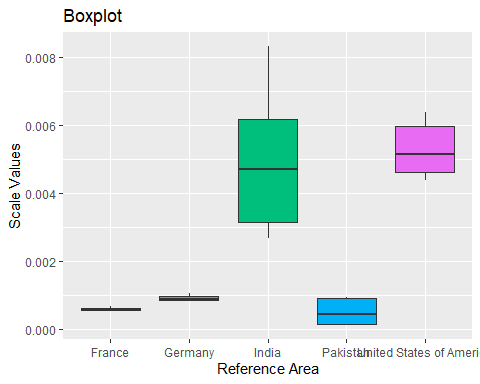 Boxplot
0.008
0.006
0.004
0.002
0.000
Scale Values
France Germany India Pakistan United States of Ameri
Reference Area